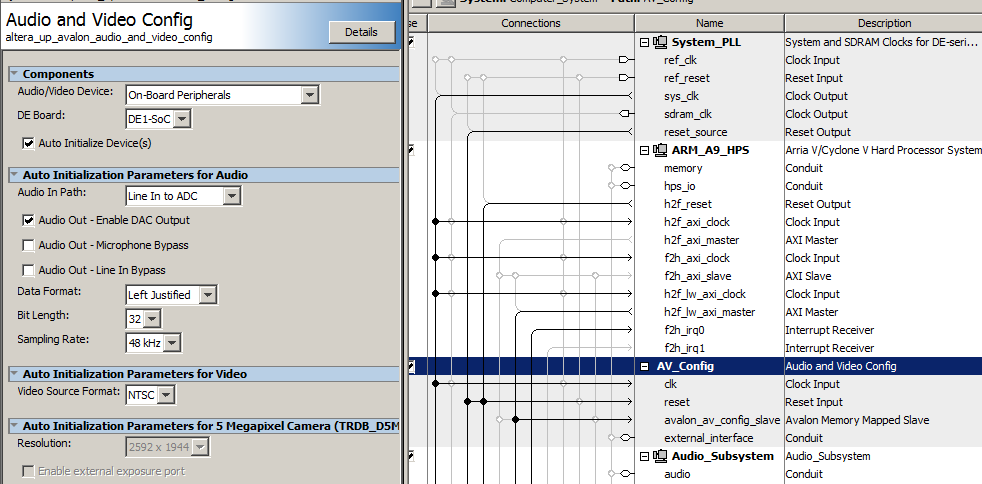 Audio and Video Config
altera_up_avalon_audio_and_video_config
Details
Components
Audio/Video Device: On-Board Peripherals
DE Board: DE1-SoC
Auto Initialize Device(s)
Auto Initialization Parameters for Audio
Audio In Path: Line In to ADC
Audio Out - Enable DAC Output
Audio Out - Microphone Bypass
Audio Out - Line In Bypass
Data Format: Left Justified
Bit Length: 32
Sampling Rate: 48 kHz
Auto Initialization Parameters for Video
Video Source Format: NTSC
Auto Initialization Parameters for 5 Megapixel Camera (TRDB_D5M
Resolution: 2592 x 1944
Enable external exposure port
Connections Name Description
System_PLL System and SDRAM Clocks for DE-seri...
ref_clk Clock Input
ref_reset Reset Input
sys_clk Clock Output
sdram_clk Clock Output
reset_source Reset Output
ARM_A9_HPS Arria V/Cyclone V Hard Processor System
memory Conduit
hps_io Conduit
h2f_reset Reset Output
h2f_axi_clock Clock Input
h2f_axi_master AXI Master
f2h_axi_clock Clock Input
f2h_axi_slave AXI Slave
h2f_lw_axi_clock Clock Input
h2f_lw_axi_master AXI Master
f2h_irq0 Interrupt Receiver
f2h_irq1 Interrupt Receiver
AV_Config Audio and Video Config
clk Clock Input
reset Reset Input
avalon_av_config_slave Avalon Memory Mapped Slave
external_interface Conduit
Audio_Subsystem Audio_Subsystem
audio Conduit